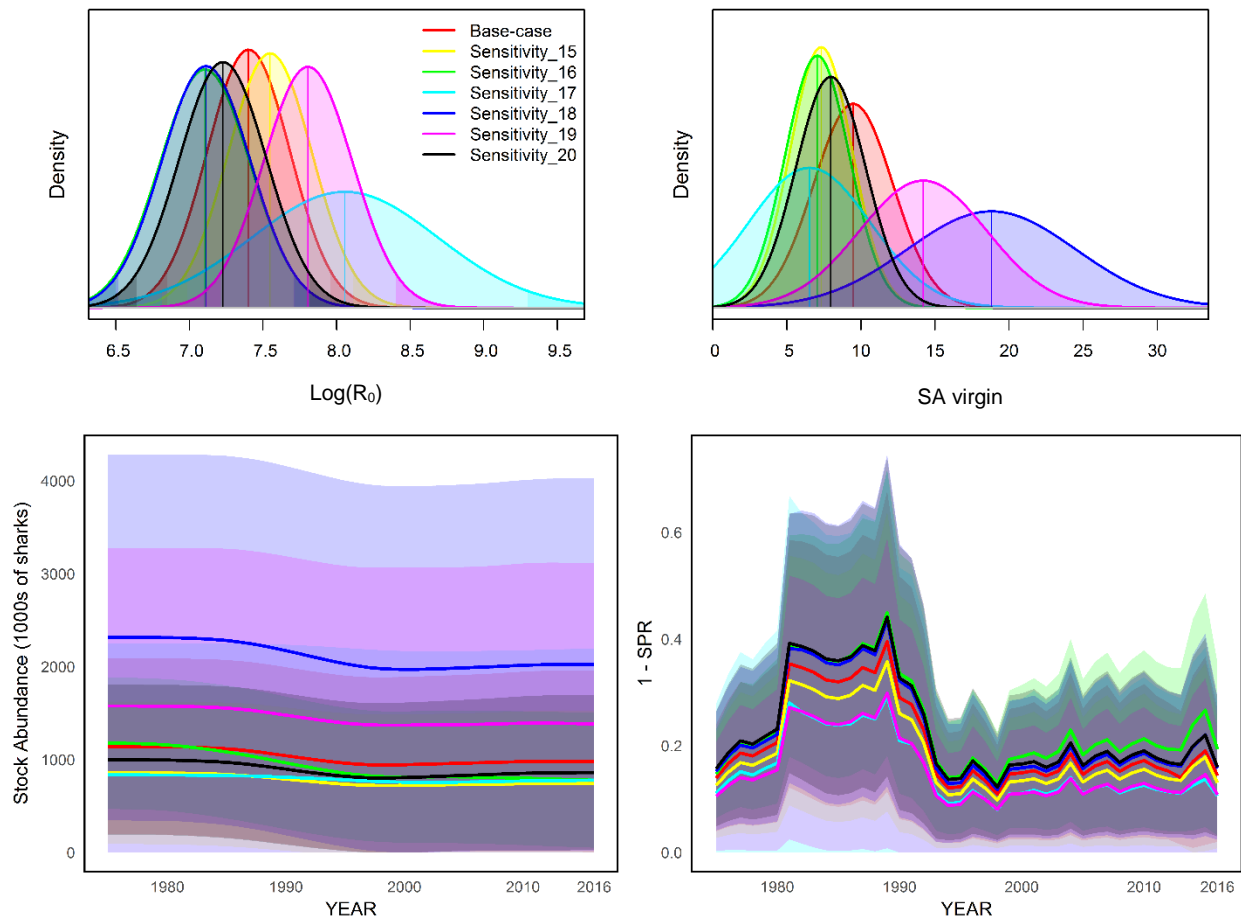 Density
Base-case
Sensitivity_15
Sensitivity_16
Sensitivity_17
Sensitivity_18
Sensitivity_19
Sensitivity_20
6.5 7.0 7.5 8.0 8.5 9.0 9.5
Log(R₀)
Density
0 5 10 15 20 25 30
SA virgin
Stock Abundance (1000s of sharks)
4000
3000
2000
1000
0
1980 1990 2000 2010 2016
YEAR
1 - SPR
0.6
0.4
0.2
0.0
1980 1990 2000 2010 2016
YEAR